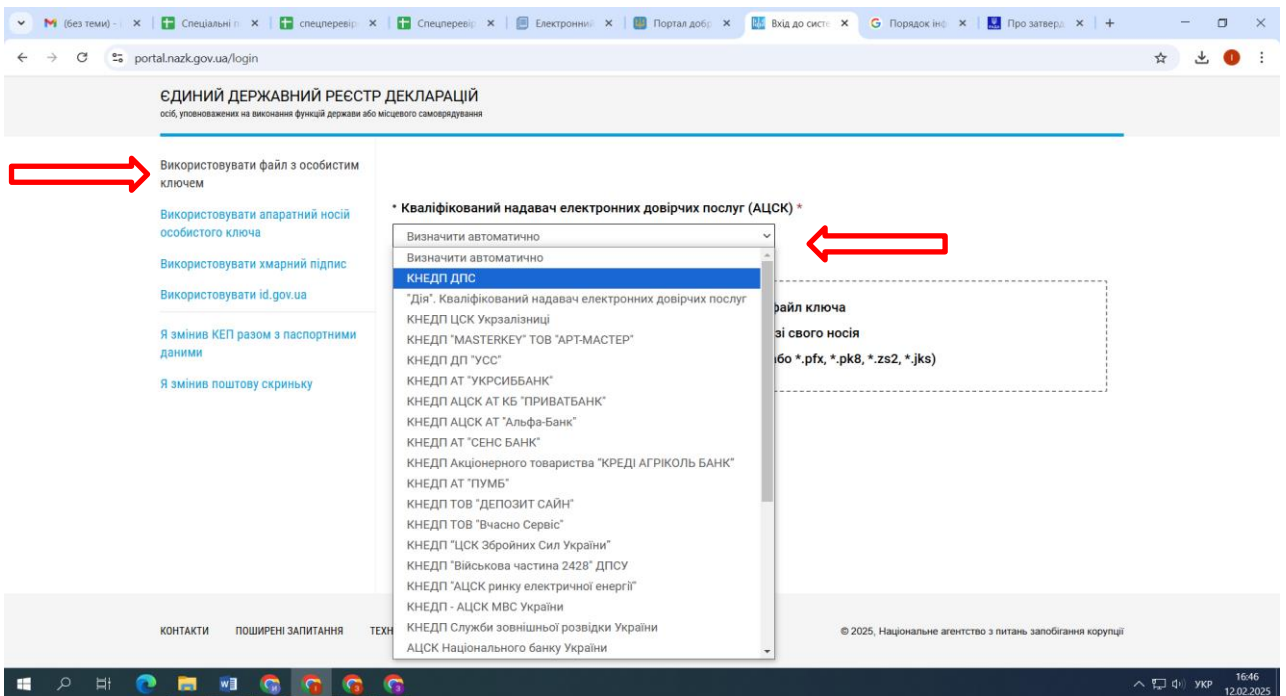 (без теми) -
Спеціальні п
спецперевір
Спецперевір
Електронний
Портал добр
Вхід до систе
Порядок інф
Про затверд
portal.nazk.gov.ua/login
ЄДИНИЙ ДЕРЖАВНИЙ РЕЄСТР ДЕКЛАРАЦІЙ
осіб, уповноважених на виконання функцій держави або місцевого самоврядування
Використовувати файл з особистим
ключем
Використовувати апаратний носій
особистого ключа
Використовувати хмарний підпис
Використовувати id.gov.ua
Я змінив КЕП разом з паспортними
даними
Я змінив поштову скриньку
* Кваліфікований надавач електронних довірчих послуг (АЦСК) *
Визначити автоматично
Визначити автоматично
КНЕДП ДПС
"Дія". Кваліфікований надавач електронних довірчих послуг
КНЕДП ЦСК Укрзалізниці
КНЕДП "MASTERKEY" ТОВ "АРТ-МАСТЕР"
КНЕДП ДП "УСС"
КНЕДП АТ "УКРСИББАНК"
КНЕДП АЦСК АТ КБ "ПРИВАТБАНК"
КНЕДП АЦСК АТ "Альфа-Банк"
КНЕДП АТ "СЕНС БАНК"
КНЕДП Акціонерного товариства "КРЕДІ АГРІКОЛЬ БАНК"
КНЕДП АТ "ПУМБ"
КНЕДП ТОВ "ДЕПОЗИТ САЙН"
КНЕДП ТОВ "Вчасно Сервіс"
КНЕДП "ЦСК Збройних Сил України"
КНЕДП "Військова частина 2428" ДПСУ
КНЕДП "АЦСК ринку електричної енергії"
КНЕДП - АЦСК МВС України
КНЕДП Служби зовнішньої розвідки України
АЦСК Національного банку України
файл ключа
зі свого носія
або *.pfx, *.pk8, *.zs2, *.jks)
КОНТАКТИ ПОШИРЕНІ ЗАПИТАННЯ ТЕХН
© 2025, Національне агентство з питань запобігання корупції
УКР
16:46
12.02.2025